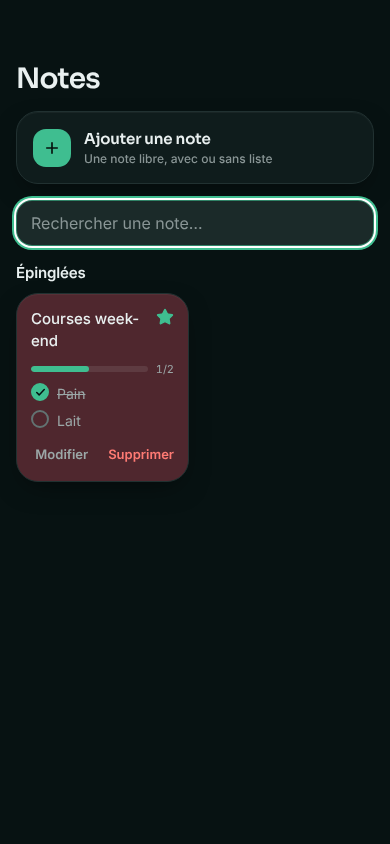 Notes
Ajouter une note
Une note libre, avec ou sans liste
Rechercher une note...
Épinglées
Courses week-
end
1/2
Pain
Lait
Modifier
Supprimer